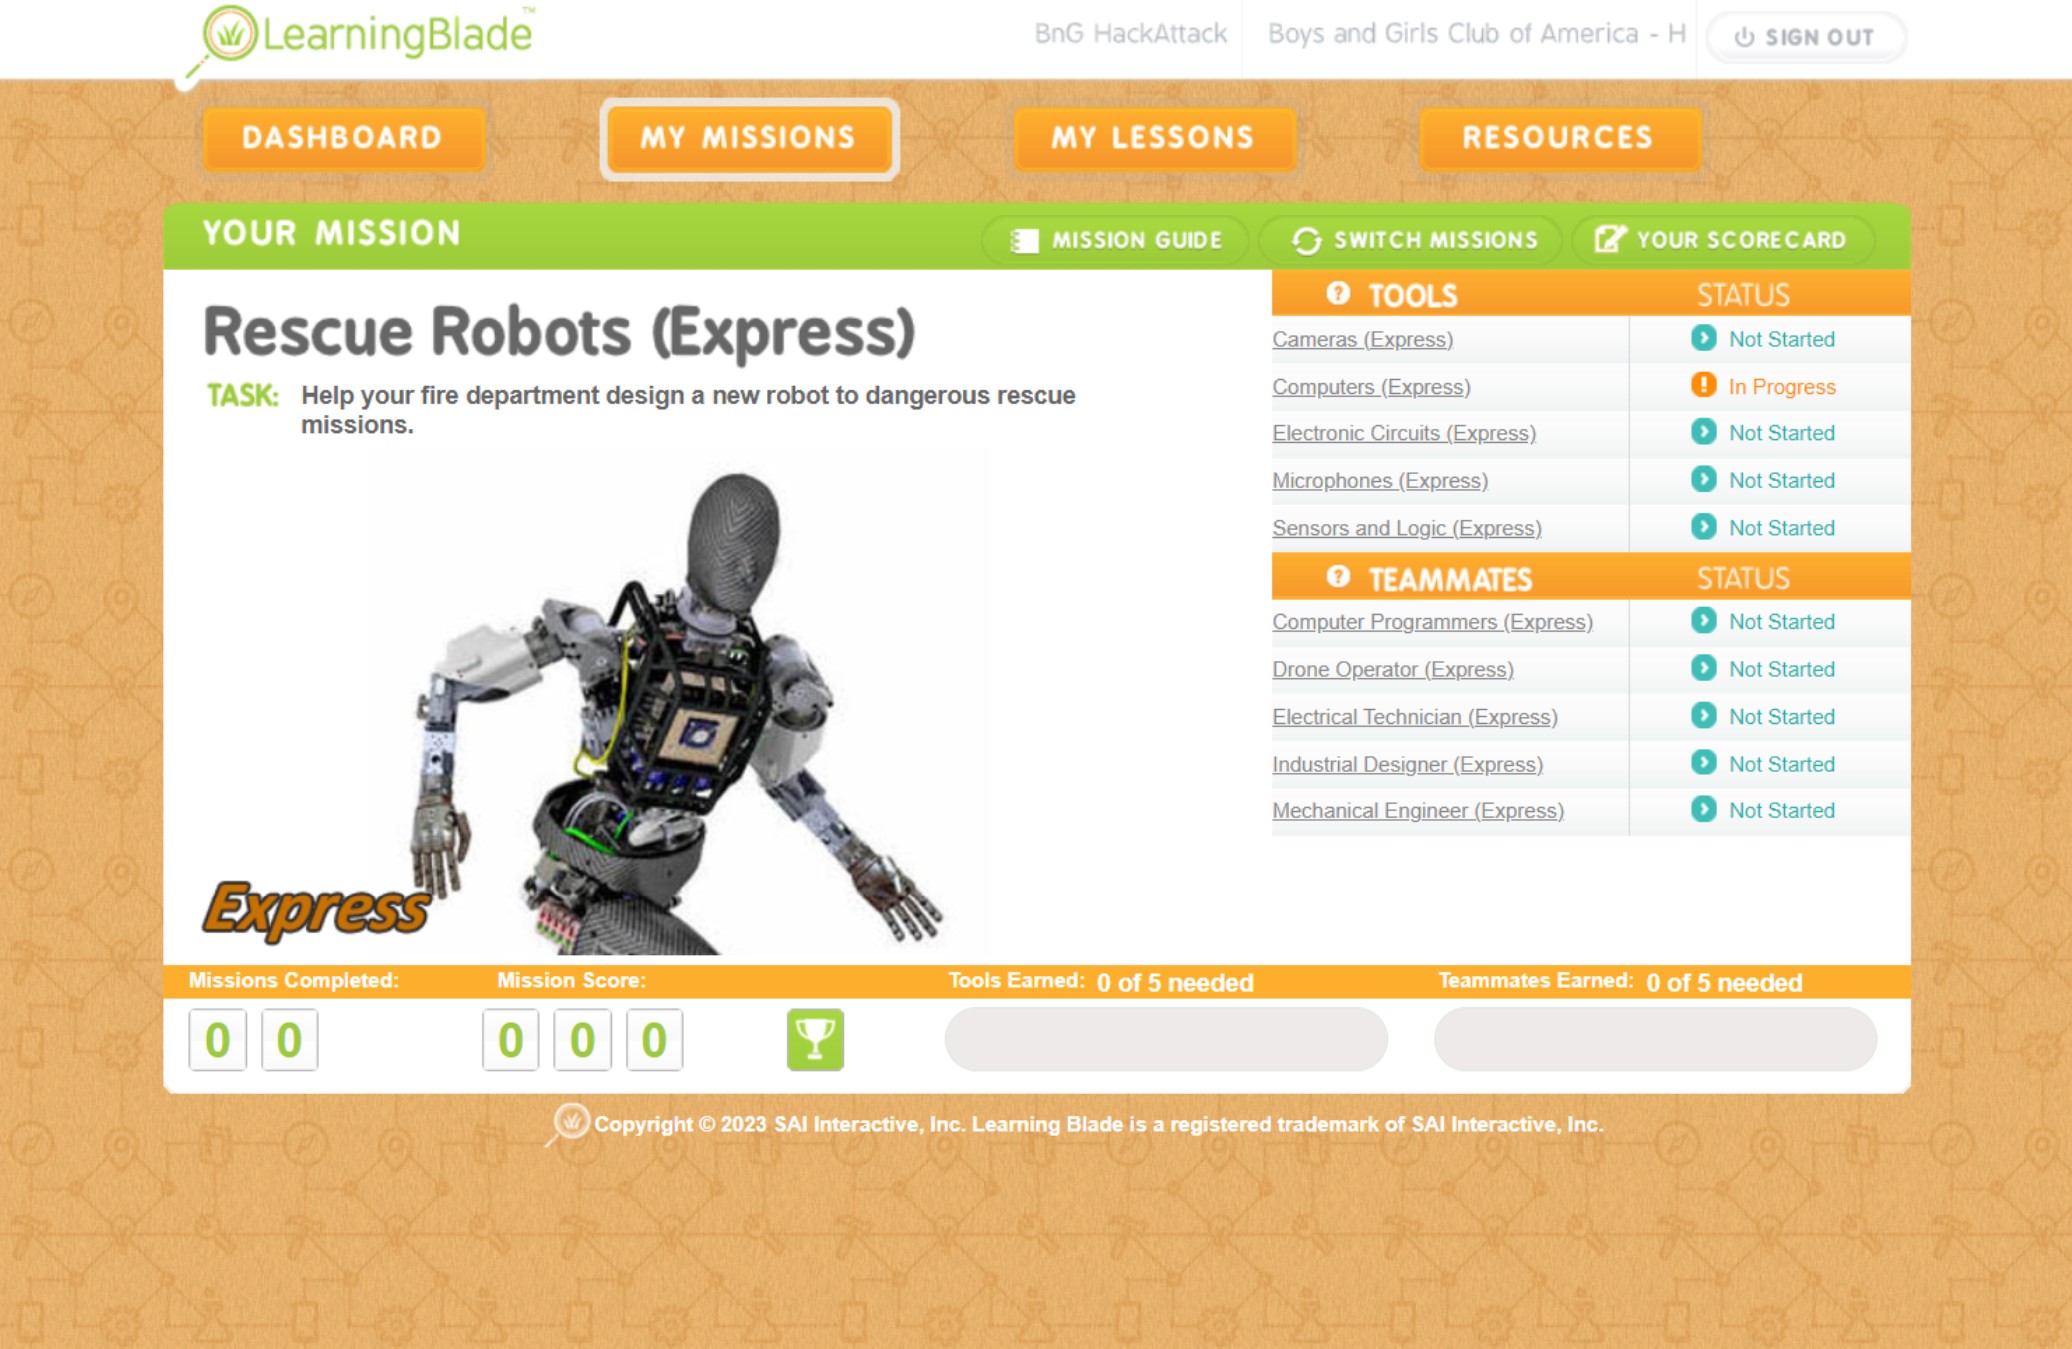 LearningBlade™
BnG HackAttack
Boys and Girls Club of America - H
SIGN OUT
DASHBOARD
MY MISSIONS
MY LESSONS
RESOURCES
YOUR MISSION
MISSION GUIDE
SWITCH MISSIONS
YOUR SCORECARD
Rescue Robots (Express)
TASK: Help your fire department design a new robot to dangerous rescue
missions.
Express
? TOOLS STATUS
Cameras (Express) Not Started
Computers (Express) ! In Progress
Electronic Circuits (Express) Not Started
Microphones (Express) Not Started
Sensors and Logic (Express) Not Started
? TEAMMATES STATUS
Computer Programmers (Express) Not Started
Drone Operator (Express) Not Started
Electrical Technician (Express) Not Started
Industrial Designer (Express) Not Started
Mechanical Engineer (Express) Not Started
Missions Completed: Mission Score: Tools Earned: 0 of 5 needed Teammates Earned: 0 of 5 needed
0 0 0 0 0
Copyright © 2023 SAI Interactive, Inc. Learning Blade is a registered trademark of SAI Interactive, Inc.